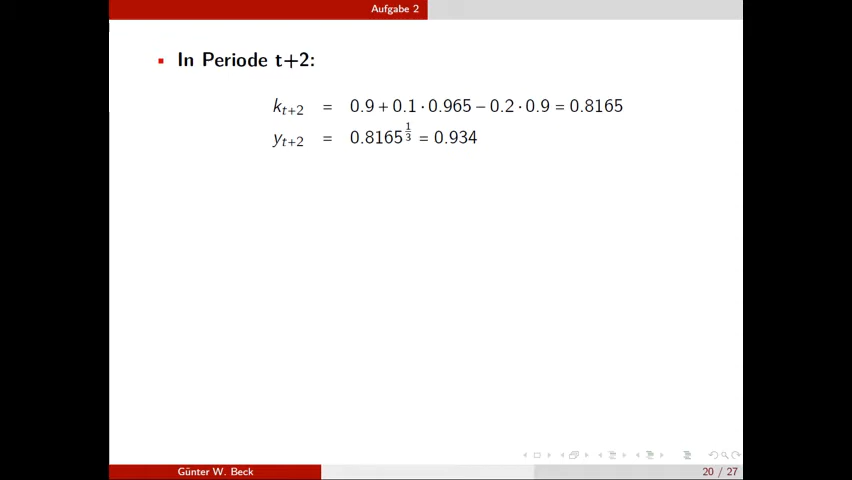 Aufgabe 2
▪ In Periode t+2:
k_{t+2} = 0.9 + 0.1 · 0.965 − 0.2 · 0.9 = 0.8165
y_{t+2} = 0.8165^{1/3} = 0.934
Günter W. Beck
20 / 27